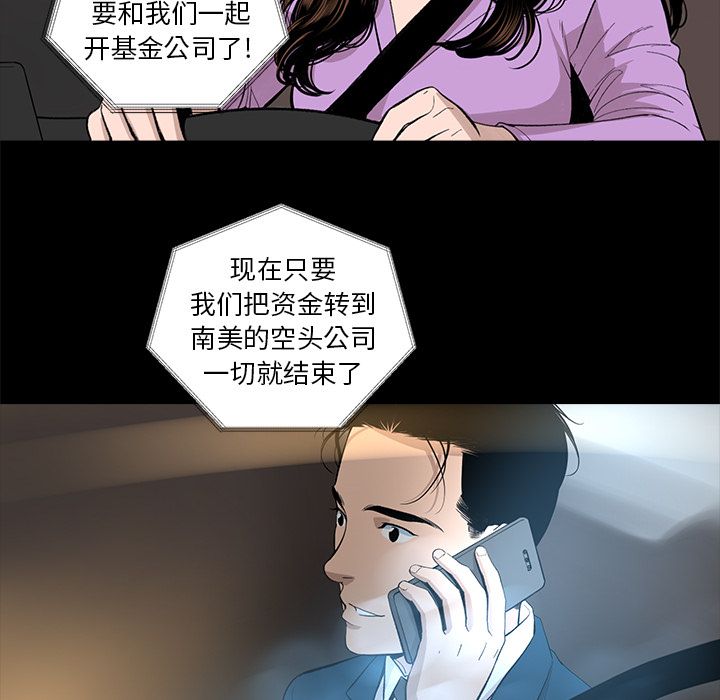 要和我们一起
开基金公司了!
现在只要
我们把资金转到
南美的空头公司
一切就结束了